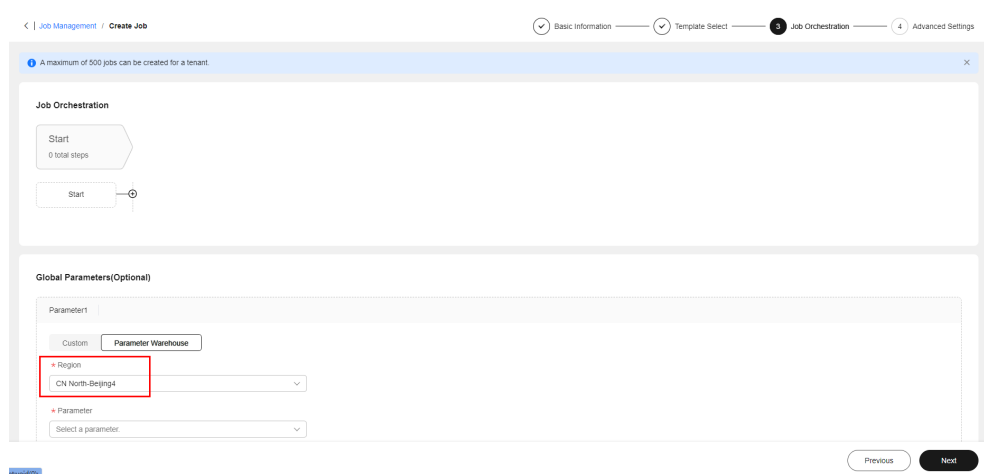 Job Management / Create Job
Basic Information
Template Select
3 Job Orchestration
4 Advanced Settings
A maximum of 500 jobs can be created for a tenant.
Job Orchestration
Start
0 total steps
Start
Global Parameters(Optional)
Parameter1
Custom Parameter Warehouse
* Region
CN North-Beijing4
* Parameter
Select a parameter.
Previous Next